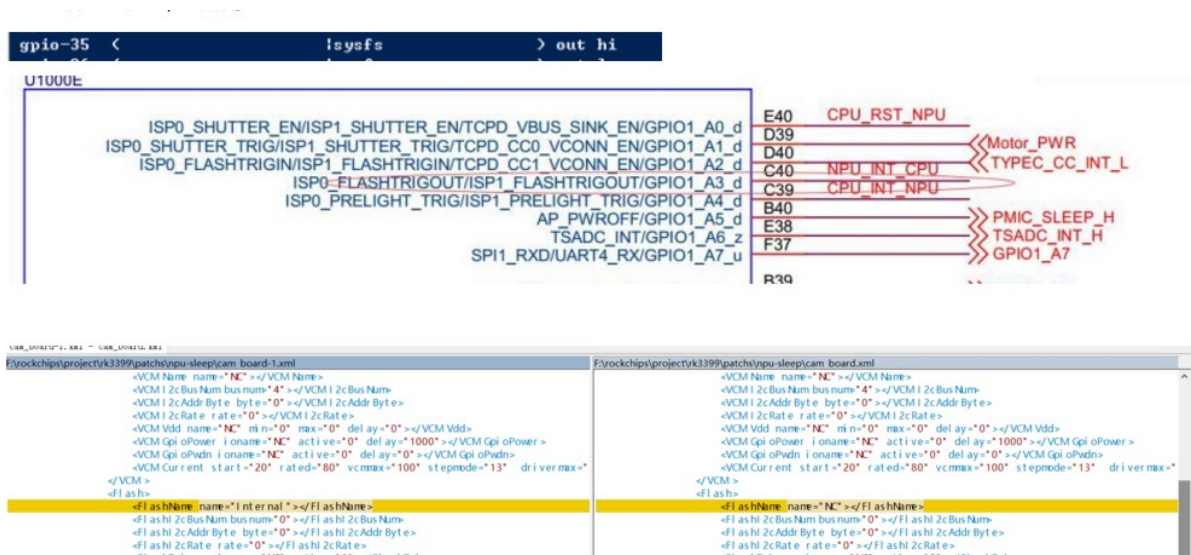 gpio-35 ( |sysfs ) out hi
U1000E
ISP0_SHUTTER_EN/ISP1_SHUTTER_EN/TCPD_VBUS_SINK_EN/GPIO1_A0_d E40 CPU_RST_NPU
ISP0_SHUTTER_TRIG/ISP1_SHUTTER_TRIG/TCPD_CC0_VCONN_EN/GPIO1_A1_d D39 Motor_PWR
ISP0_FLASHTRIGIN/ISP1_FLASHTRIGIN/TCPD_CC1_VCONN_EN/GPIO1_A2_d D40 TYPEC_CC_INT_L
ISP0_FLASHTRIGOUT/ISP1_FLASHTRIGOUT/GPIO1_A3_d C40 NPU_INT_CPU
ISP0_PRELIGHT_TRIG/ISP1_PRELIGHT_TRIG/GPIO1_A4_d C39 CPU_INT_NPU
AP_PWROFF/GPIO1_A5_d B40 PMIC_SLEEP_H
TSADC_INT/GPIO1_A6_z E38 TSADC_INT_H
SPI1_RXD/UART4_RX/GPIO1_A7_u F37 GPIO1_A7
B39
cam_board-1.xml - cam_board.xml
F:\rockchips\project\rk3399\patchs\npu-sleep\cam_board-1.xml
<VCMName name="NC"></VCMName>
<VCMI2cBusNum busnum="4"></VCMI2cBusNum>
<VCMI2cAddrByte byte="0"></VCMI2cAddrByte>
<VCMI2cRate rate="0"></VCMI2cRate>
<VCMVdd name="NC" min="0" max="0" delay="0"></VCMVdd>
<VCMGpioPower ioname="NC" active="0" delay="1000"></VCMGpioPower>
<VCMGpioPwdn ioname="NC" active="0" delay="0"></VCMGpioPwdn>
<VCMCurrent start="20" rated="80" vcmmax="100" stepmode="13" drivermax="
</VCM>
<Flash>
<FlashName name="Internal"></FlashName>
<FlashI2cBusNum busnum="0"></FlashI2cBusNum>
<FlashI2cAddrByte byte="0"></FlashI2cAddrByte>
<FlashI2cRate rate="0"></FlashI2cRate>
F:\rockchips\project\rk3399\patchs\npu-sleep\cam_board.xml
<VCMName name="NC"></VCMName>
<VCMI2cBusNum busnum="4"></VCMI2cBusNum>
<VCMI2cAddrByte byte="0"></VCMI2cAddrByte>
<VCMI2cRate rate="0"></VCMI2cRate>
<VCMVdd name="NC" min="0" max="0" delay="0"></VCMVdd>
<VCMGpioPower ioname="NC" active="0" delay="1000"></VCMGpioPower>
<VCMGpioPwdn ioname="NC" active="0" delay="0"></VCMGpioPwdn>
<VCMCurrent start="20" rated="80" vcmmax="100" stepmode="13" drivermax="
</VCM>
<Flash>
<FlashName name="NC"></FlashName>
<FlashI2cBusNum busnum="0"></FlashI2cBusNum>
<FlashI2cAddrByte byte="0"></FlashI2cAddrByte>
<FlashI2cRate rate="0"></FlashI2cRate>